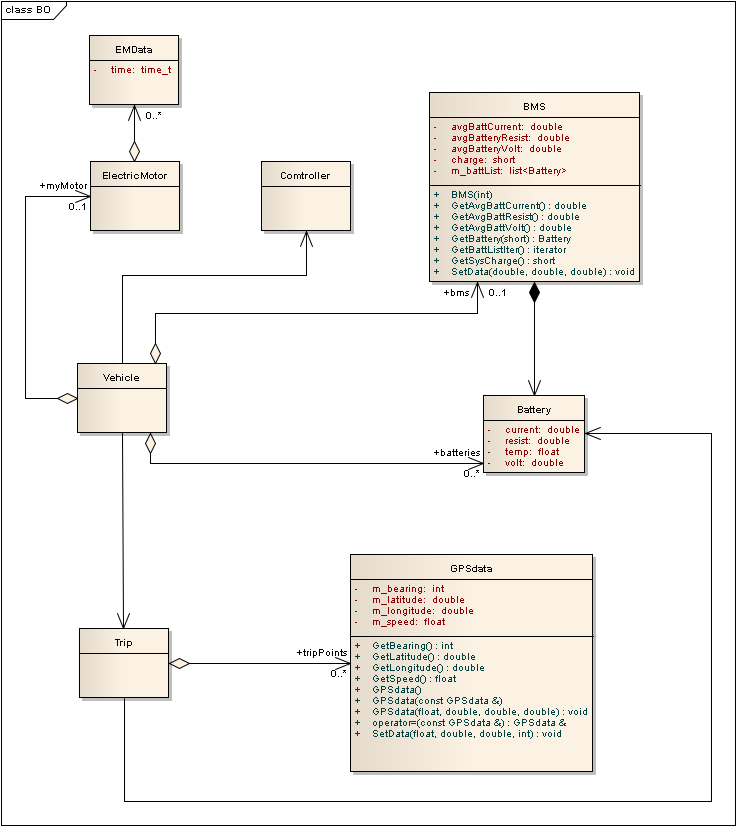 class BO
EMData
- time: time_t
0..*
ElectricMotor
+myMotor
0..1
Comtroller
BMS
- avgBattCurrent: double
- avgBatteryResist: double
- avgBatteryVolt: double
- charge: short
- m_battList: list<Battery>
+ BMS(int)
+ GetAvgBattCurrent() : double
+ GetAvgBattResist() : double
+ GetAvgBattVolt() : double
+ GetBattery(short) : Battery
+ GetBattListIter() : iterator
+ GetSysCharge() : short
+ SetData(double, double, double) : void
+bms
0..1
Vehicle
Battery
- current: double
- resist: double
- temp: float
- volt: double
+batteries
0..*
GPSdata
- m_bearing: int
- m_latitude: double
- m_longitude: double
- m_speed: float
+ GetBearing() : int
+ GetLatitude() : double
+ GetLongitude() : double
+ GetSpeed() : float
+ GPSdata()
+ GPSdata(const GPSdata &)
+ GPSdata(float, double, double, double) : void
+ operator=(const GPSdata &) : GPSdata &
+ SetData(float, double, double, int) : void
Trip
+tripPoints
0..*